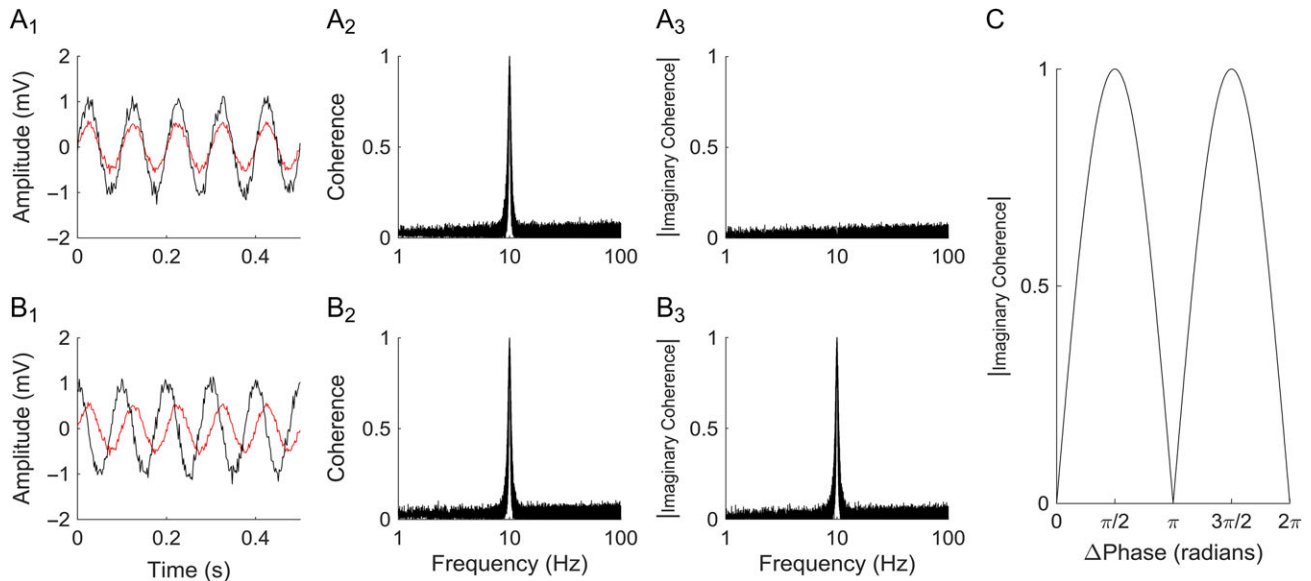 A1
Amplitude (mV)
2
1
0
−1
−2
0
0.2
0.4
A2
Coherence
1
0.5
0
1
10
100
A3
|Imaginary Coherence|
1
0.5
0
1
10
100
B1
Amplitude (mV)
2
1
0
−1
−2
0
0.2
0.4
Time (s)
B2
Coherence
1
0.5
0
1
10
100
Frequency (Hz)
B3
|Imaginary Coherence|
1
0.5
0
1
10
100
Frequency (Hz)
C
|Imaginary Coherence|
1
0.5
0
0
π/2
π
3π/2
2π
ΔPhase (radians)